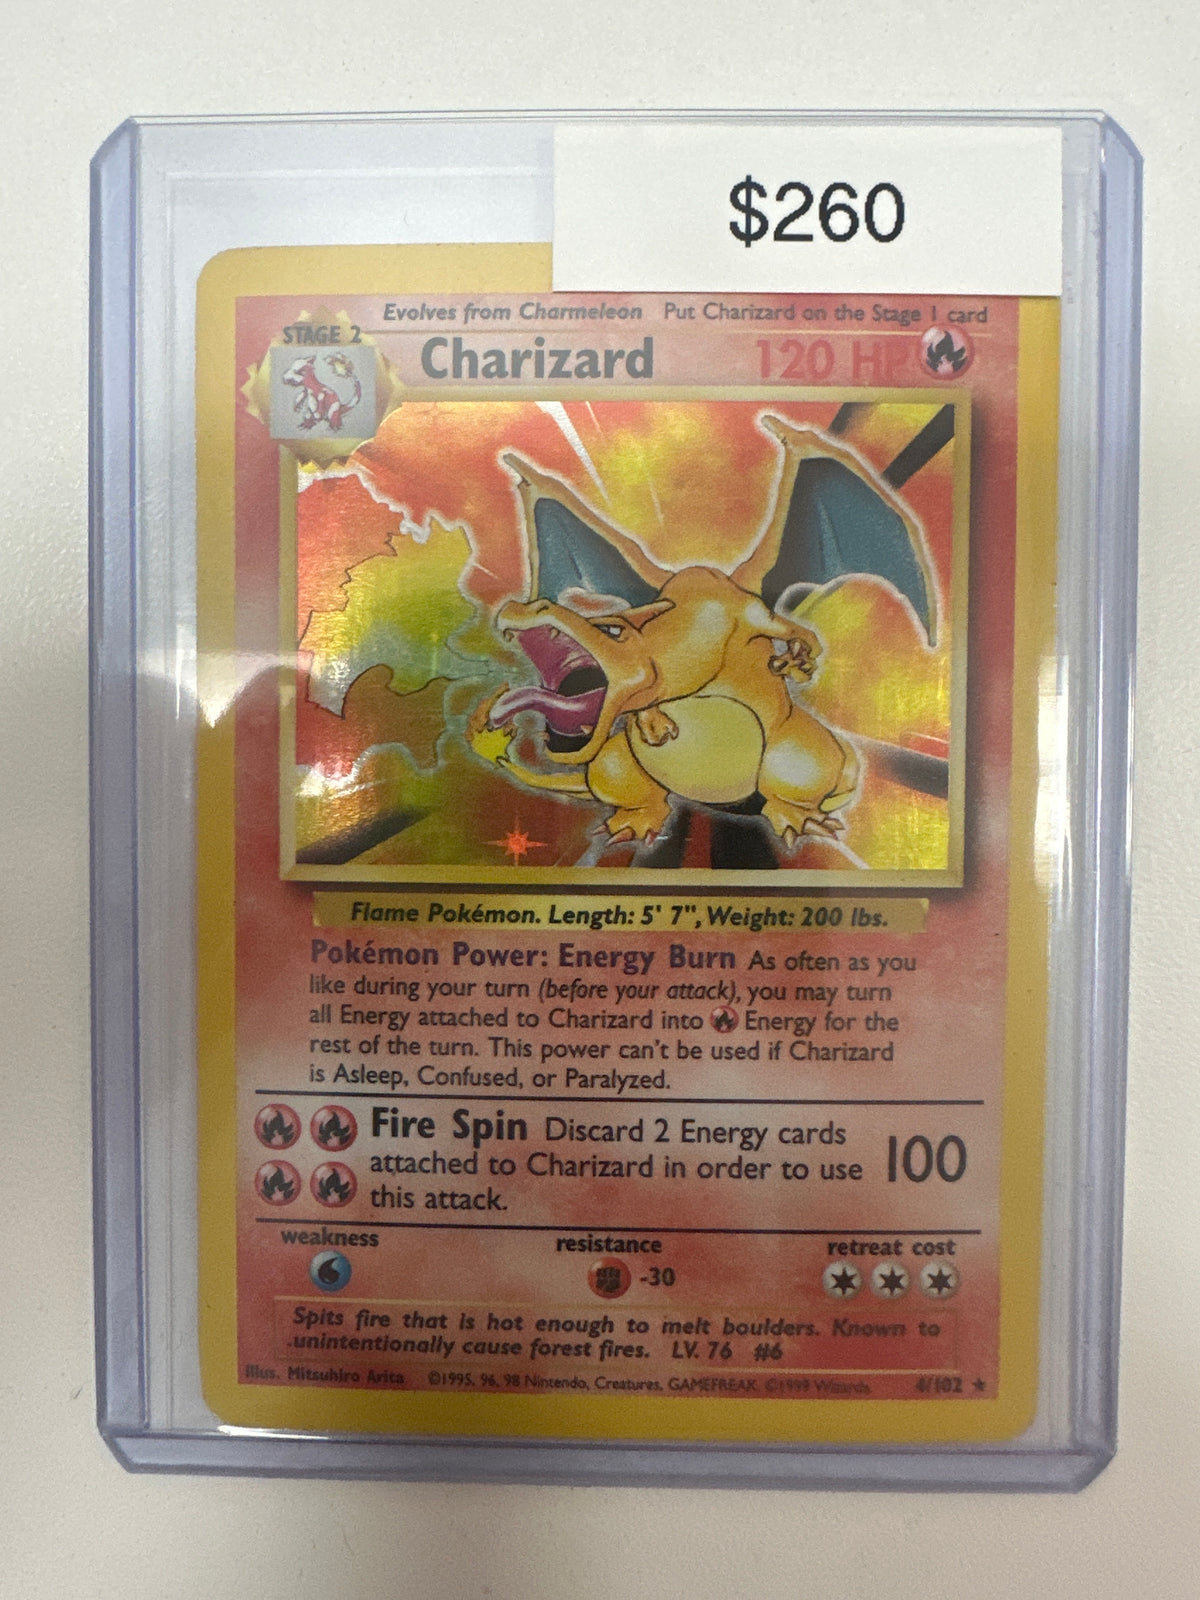 $260
Evolves from Charmeleon Put Charizard on the Stage 1 card
STAGE 2
Charizard 120 HP
Flame Pokémon. Length: 5' 7", Weight: 200 lbs.
Pokémon Power: Energy Burn As often as you
like during your turn (before your attack), you may turn
all Energy attached to Charizard into Energy for the
rest of the turn. This power can't be used if Charizard
is Asleep, Confused, or Paralyzed.
Fire Spin Discard 2 Energy cards
attached to Charizard in order to use 100
this attack.
weakness resistance retreat cost
-30
Spits fire that is hot enough to melt boulders. Known to
unintentionally cause forest fires. LV. 76 #6
Illus. Mitsuhiro Arita ©1995, 96, 98 Nintendo, Creatures, GAMEFREAK. ©1999 Wizards. 4/102 ★